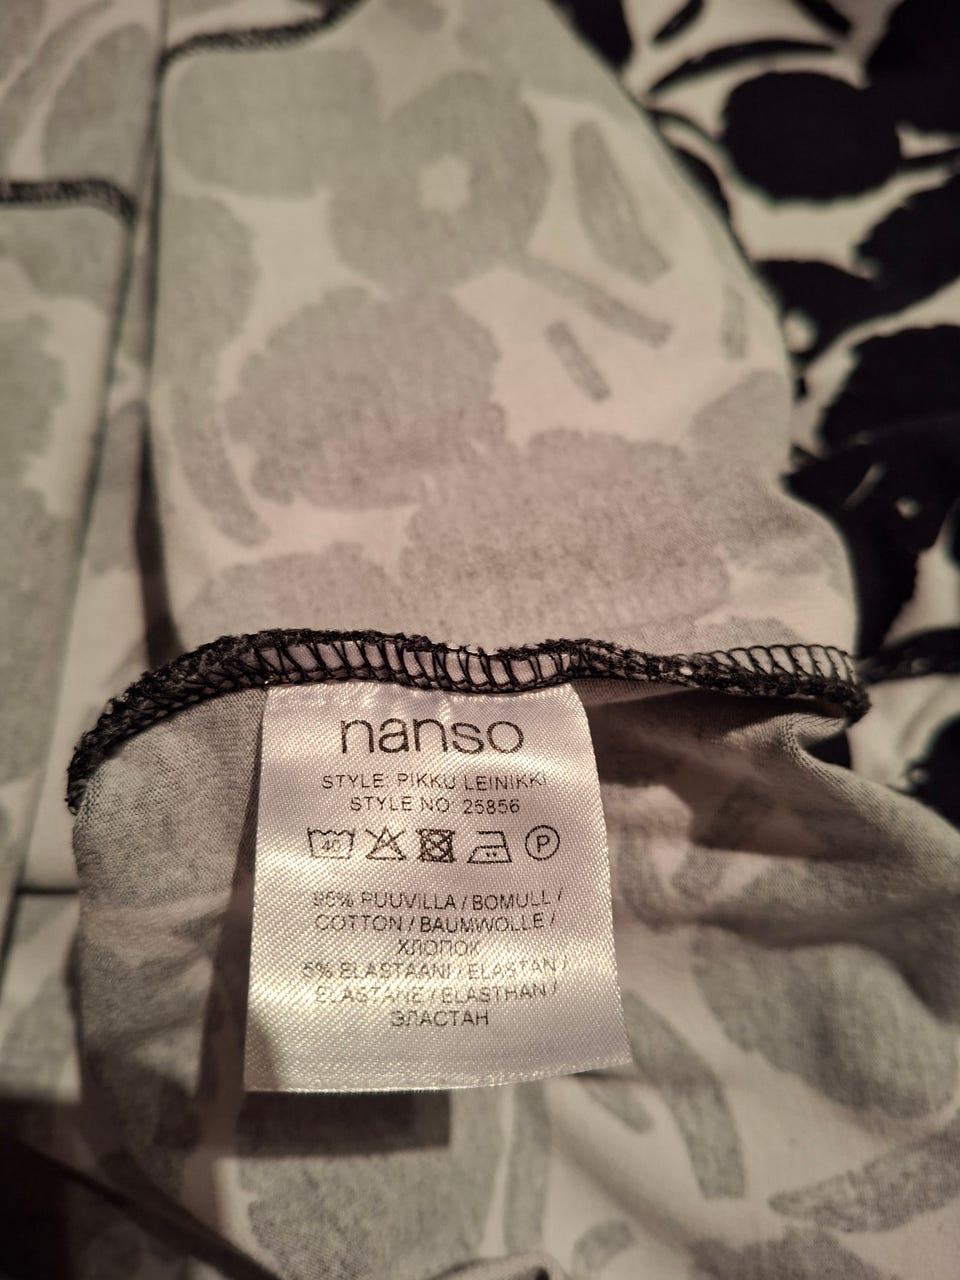 nanso
STYLE: PIKKU LEINIKKI
STYLE NO: 25856
40 P
95% PUUVILLA / BOMULL /
COTTON / BAUMWOLLE /
ХЛОПОК
5% ELASTAANI / ELASTAN /
ELASTANE / ELASTHAN /
ЭЛАСТАН